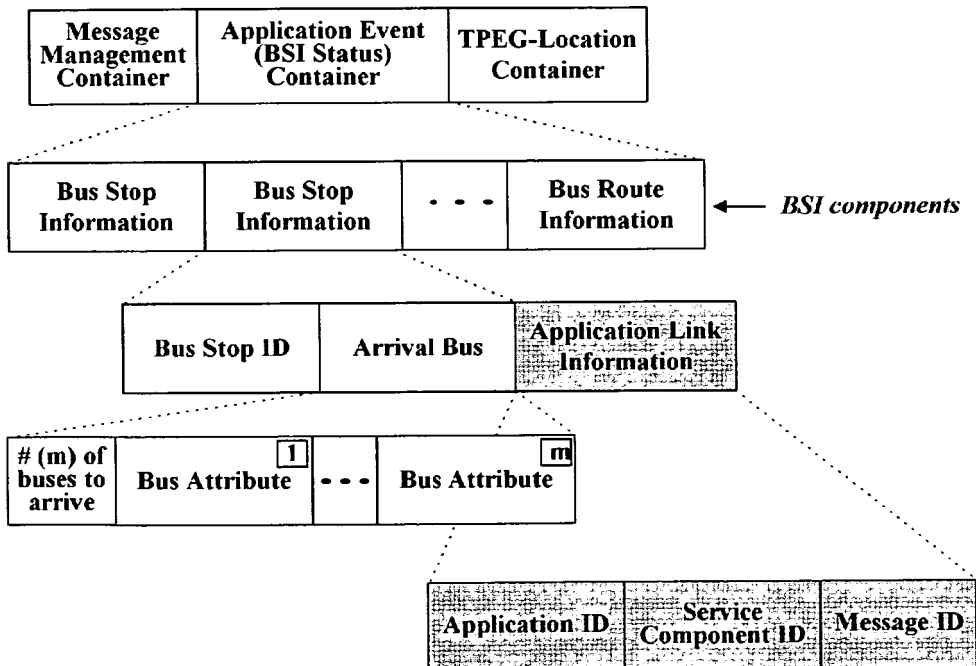 Message
Management
Container
Application Event
(BSI Status)
Container
TPEG-Location
Container
Bus Stop
Information
Bus Stop
Information
• • •
Bus Route
Information
BSI components
Bus Stop ID
Arrival Bus
Application Link
Information
# (m) of
buses to
arrive
Bus Attribute
1
• • •
Bus Attribute
m
Application ID
Service
Component ID
Message ID